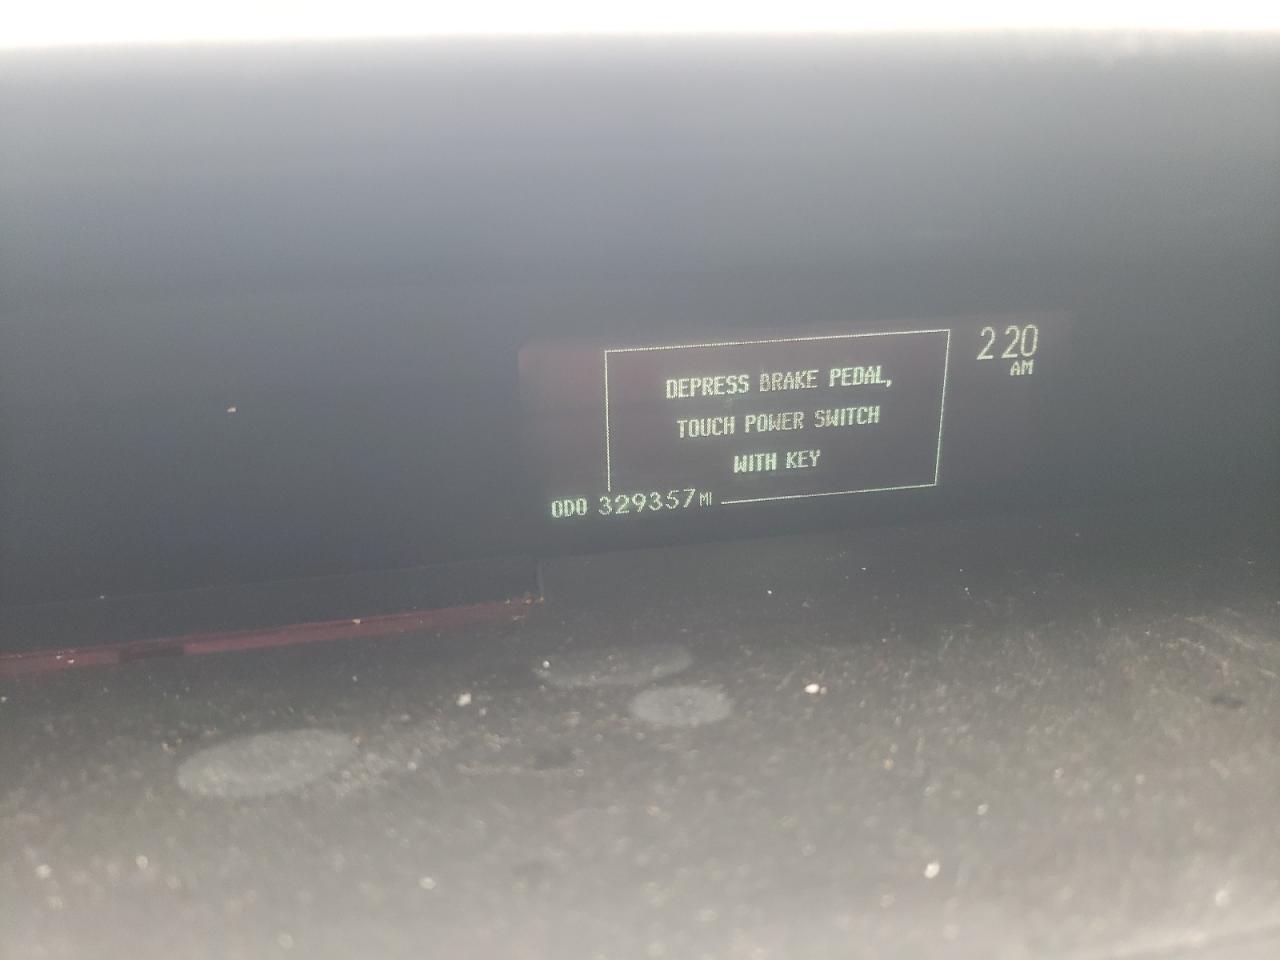 DEPRESS BRAKE PEDAL,
TOUCH POWER SWITCH
WITH KEY
2 20
AM
ODO 329357 MI